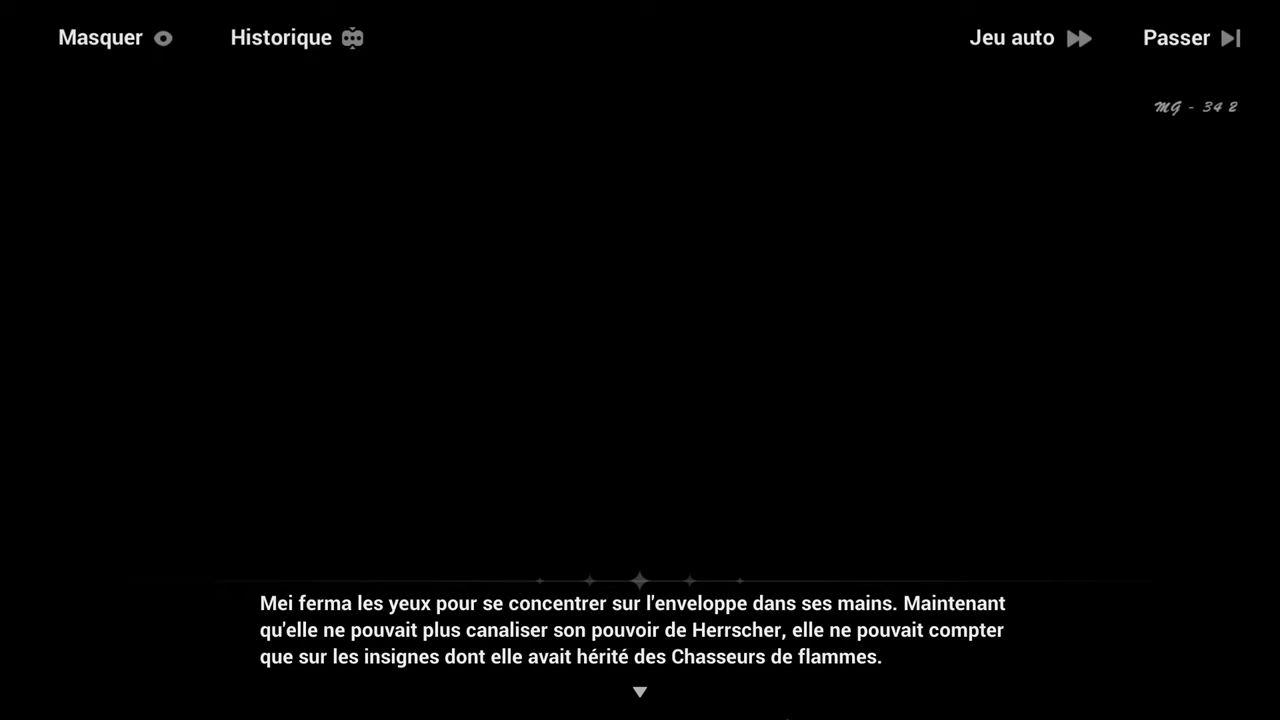 Masquer
Historique
Jeu auto
Passer
MG - 342
Mei ferma les yeux pour se concentrer sur l'enveloppe dans ses mains. Maintenant
qu'elle ne pouvait plus canaliser son pouvoir de Herrscher, elle ne pouvait compter
que sur les insignes dont elle avait hérité des Chasseurs de flammes.